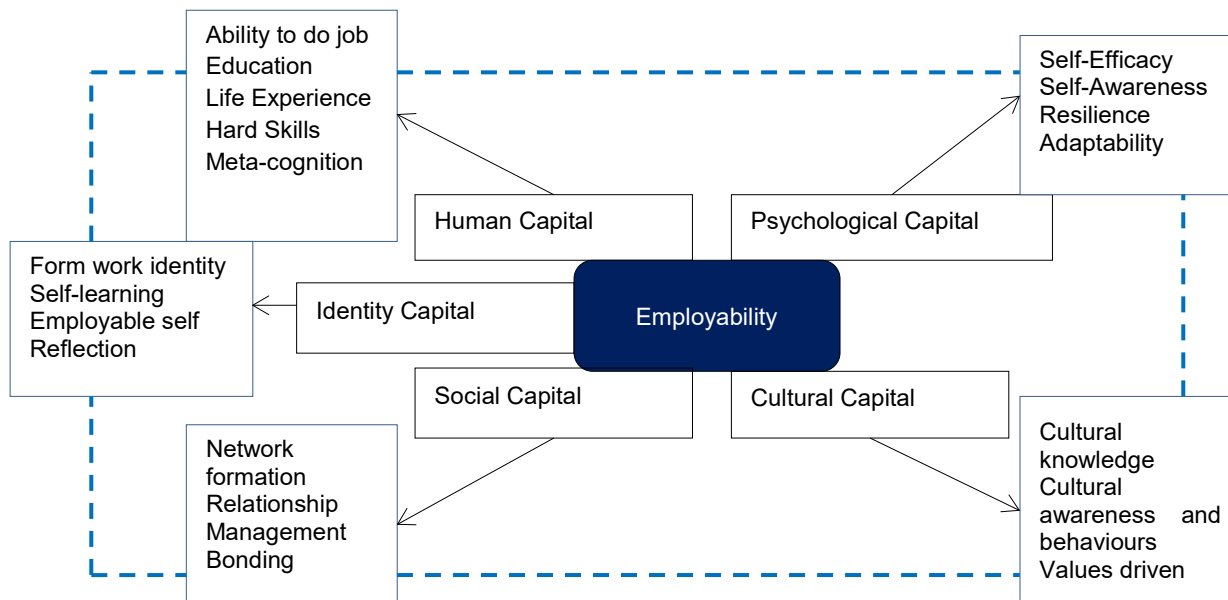 Ability to do job
Education
Life Experience
Hard Skills
Meta-cognition
Self-Efficacy
Self-Awareness
Resilience
Adaptability
Human Capital
Psychological Capital
Form work identity
Self-learning
Employable self
Reflection
Identity Capital
Employability
Social Capital
Cultural Capital
Network
formation
Relationship
Management
Bonding
Cultural
knowledge
Cultural
awareness and
behaviours
Values driven